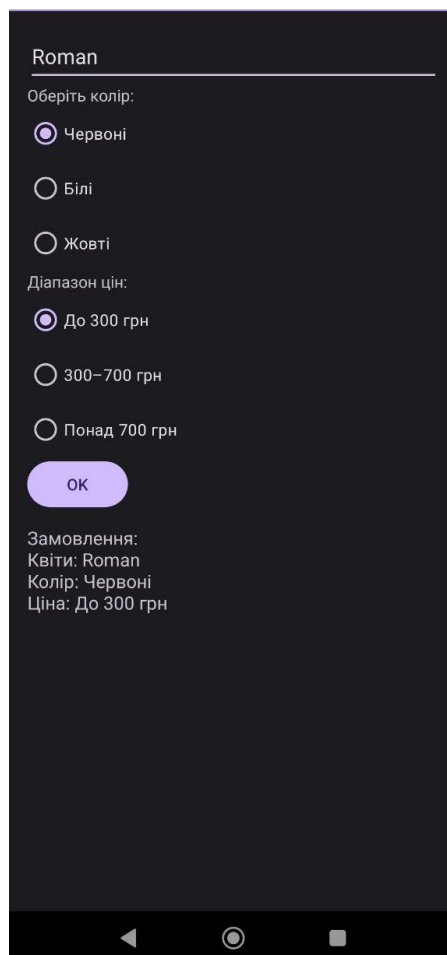 Roman
Оберіть колір:
Червоні
Білі
Жовті
Діапазон цін:
До 300 грн
300–700 грн
Понад 700 грн
OK
Замовлення:
Квіти: Roman
Колір: Червоні
Ціна: До 300 грн